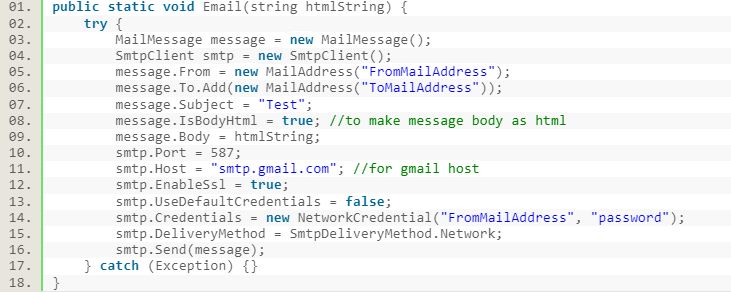 01. public static void Email(string htmlString) {
02.     try {
03.         MailMessage message = new MailMessage();
04.         SmtpClient smtp = new SmtpClient();
05.         message.From = new MailAddress("FromMailAddress");
06.         message.To.Add(new MailAddress("ToMailAddress"));
07.         message.Subject = "Test";
08.         message.IsBodyHtml = true; //to make message body as html
09.         message.Body = htmlString;
10.         smtp.Port = 587;
11.         smtp.Host = "smtp.gmail.com"; //for gmail host
12.         smtp.EnableSsl = true;
13.         smtp.UseDefaultCredentials = false;
14.         smtp.Credentials = new NetworkCredential("FromMailAddress", "password");
15.         smtp.DeliveryMethod = SmtpDeliveryMethod.Network;
16.         smtp.Send(message);
17.     } catch (Exception) {}
18. }